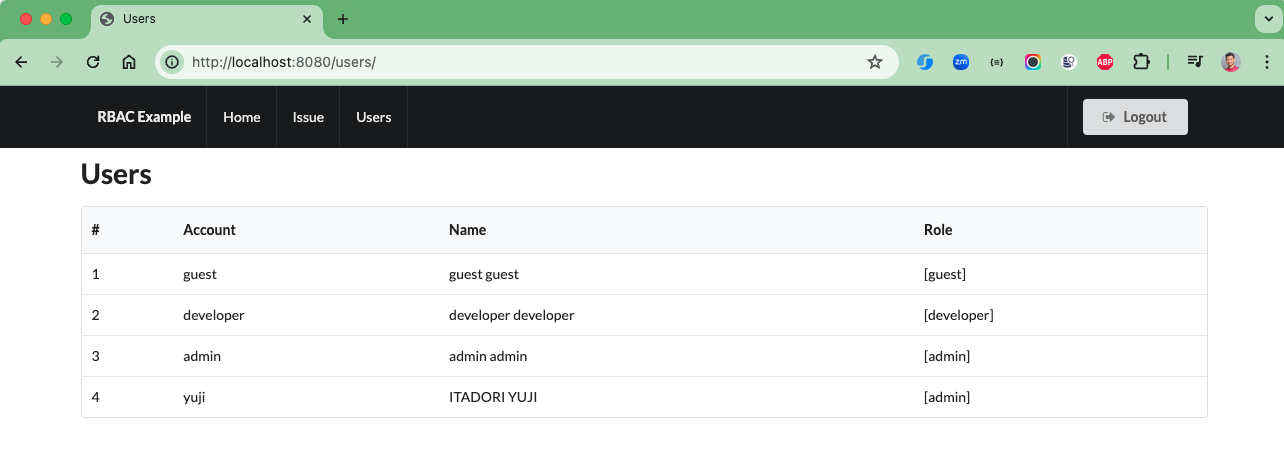 Users
http://localhost:8080/users/
zm
ABP
RBAC Example Home Issue Users Logout
Users
# Account Name Role
1 guest guest guest [guest]
2 developer developer developer [developer]
3 admin admin admin [admin]
4 yuji ITADORI YUJI [admin]